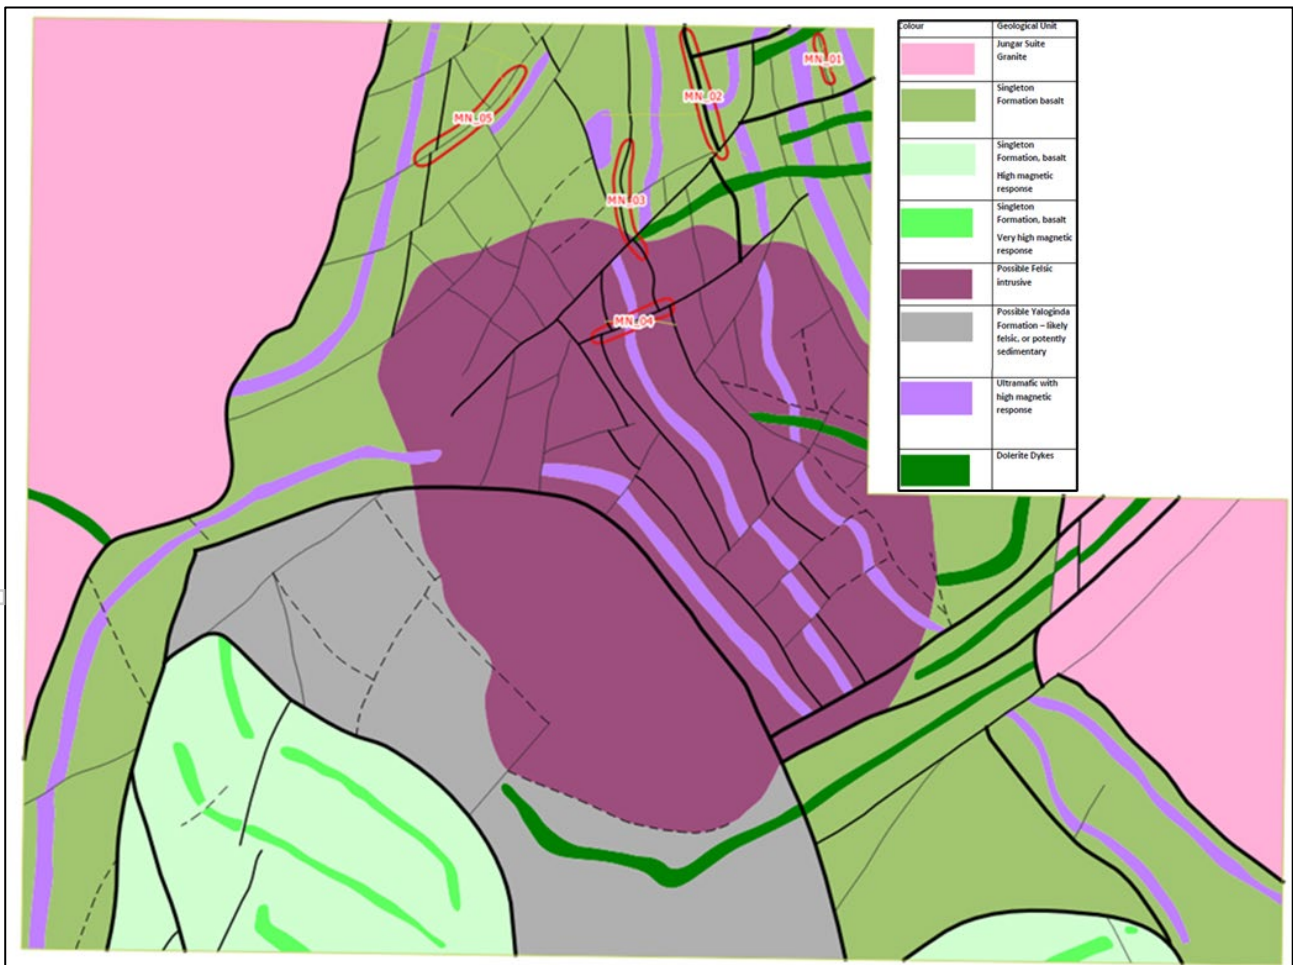 Colour
Geological Unit
Jungar Suite
Granite
Singleton
Formation basalt
Singleton
Formation, basalt
High magnetic
response
Singleton
Formation, basalt
Very high magnetic
response
Possible Felsic
intrusive
Possible Yaloginda
Formation – likely
felsic, or potently
sedimentary
Ultramafic with
high magnetic
response
Dolerite Dykes
MN_01
MN_02
MN_05
MN_03
MN_04